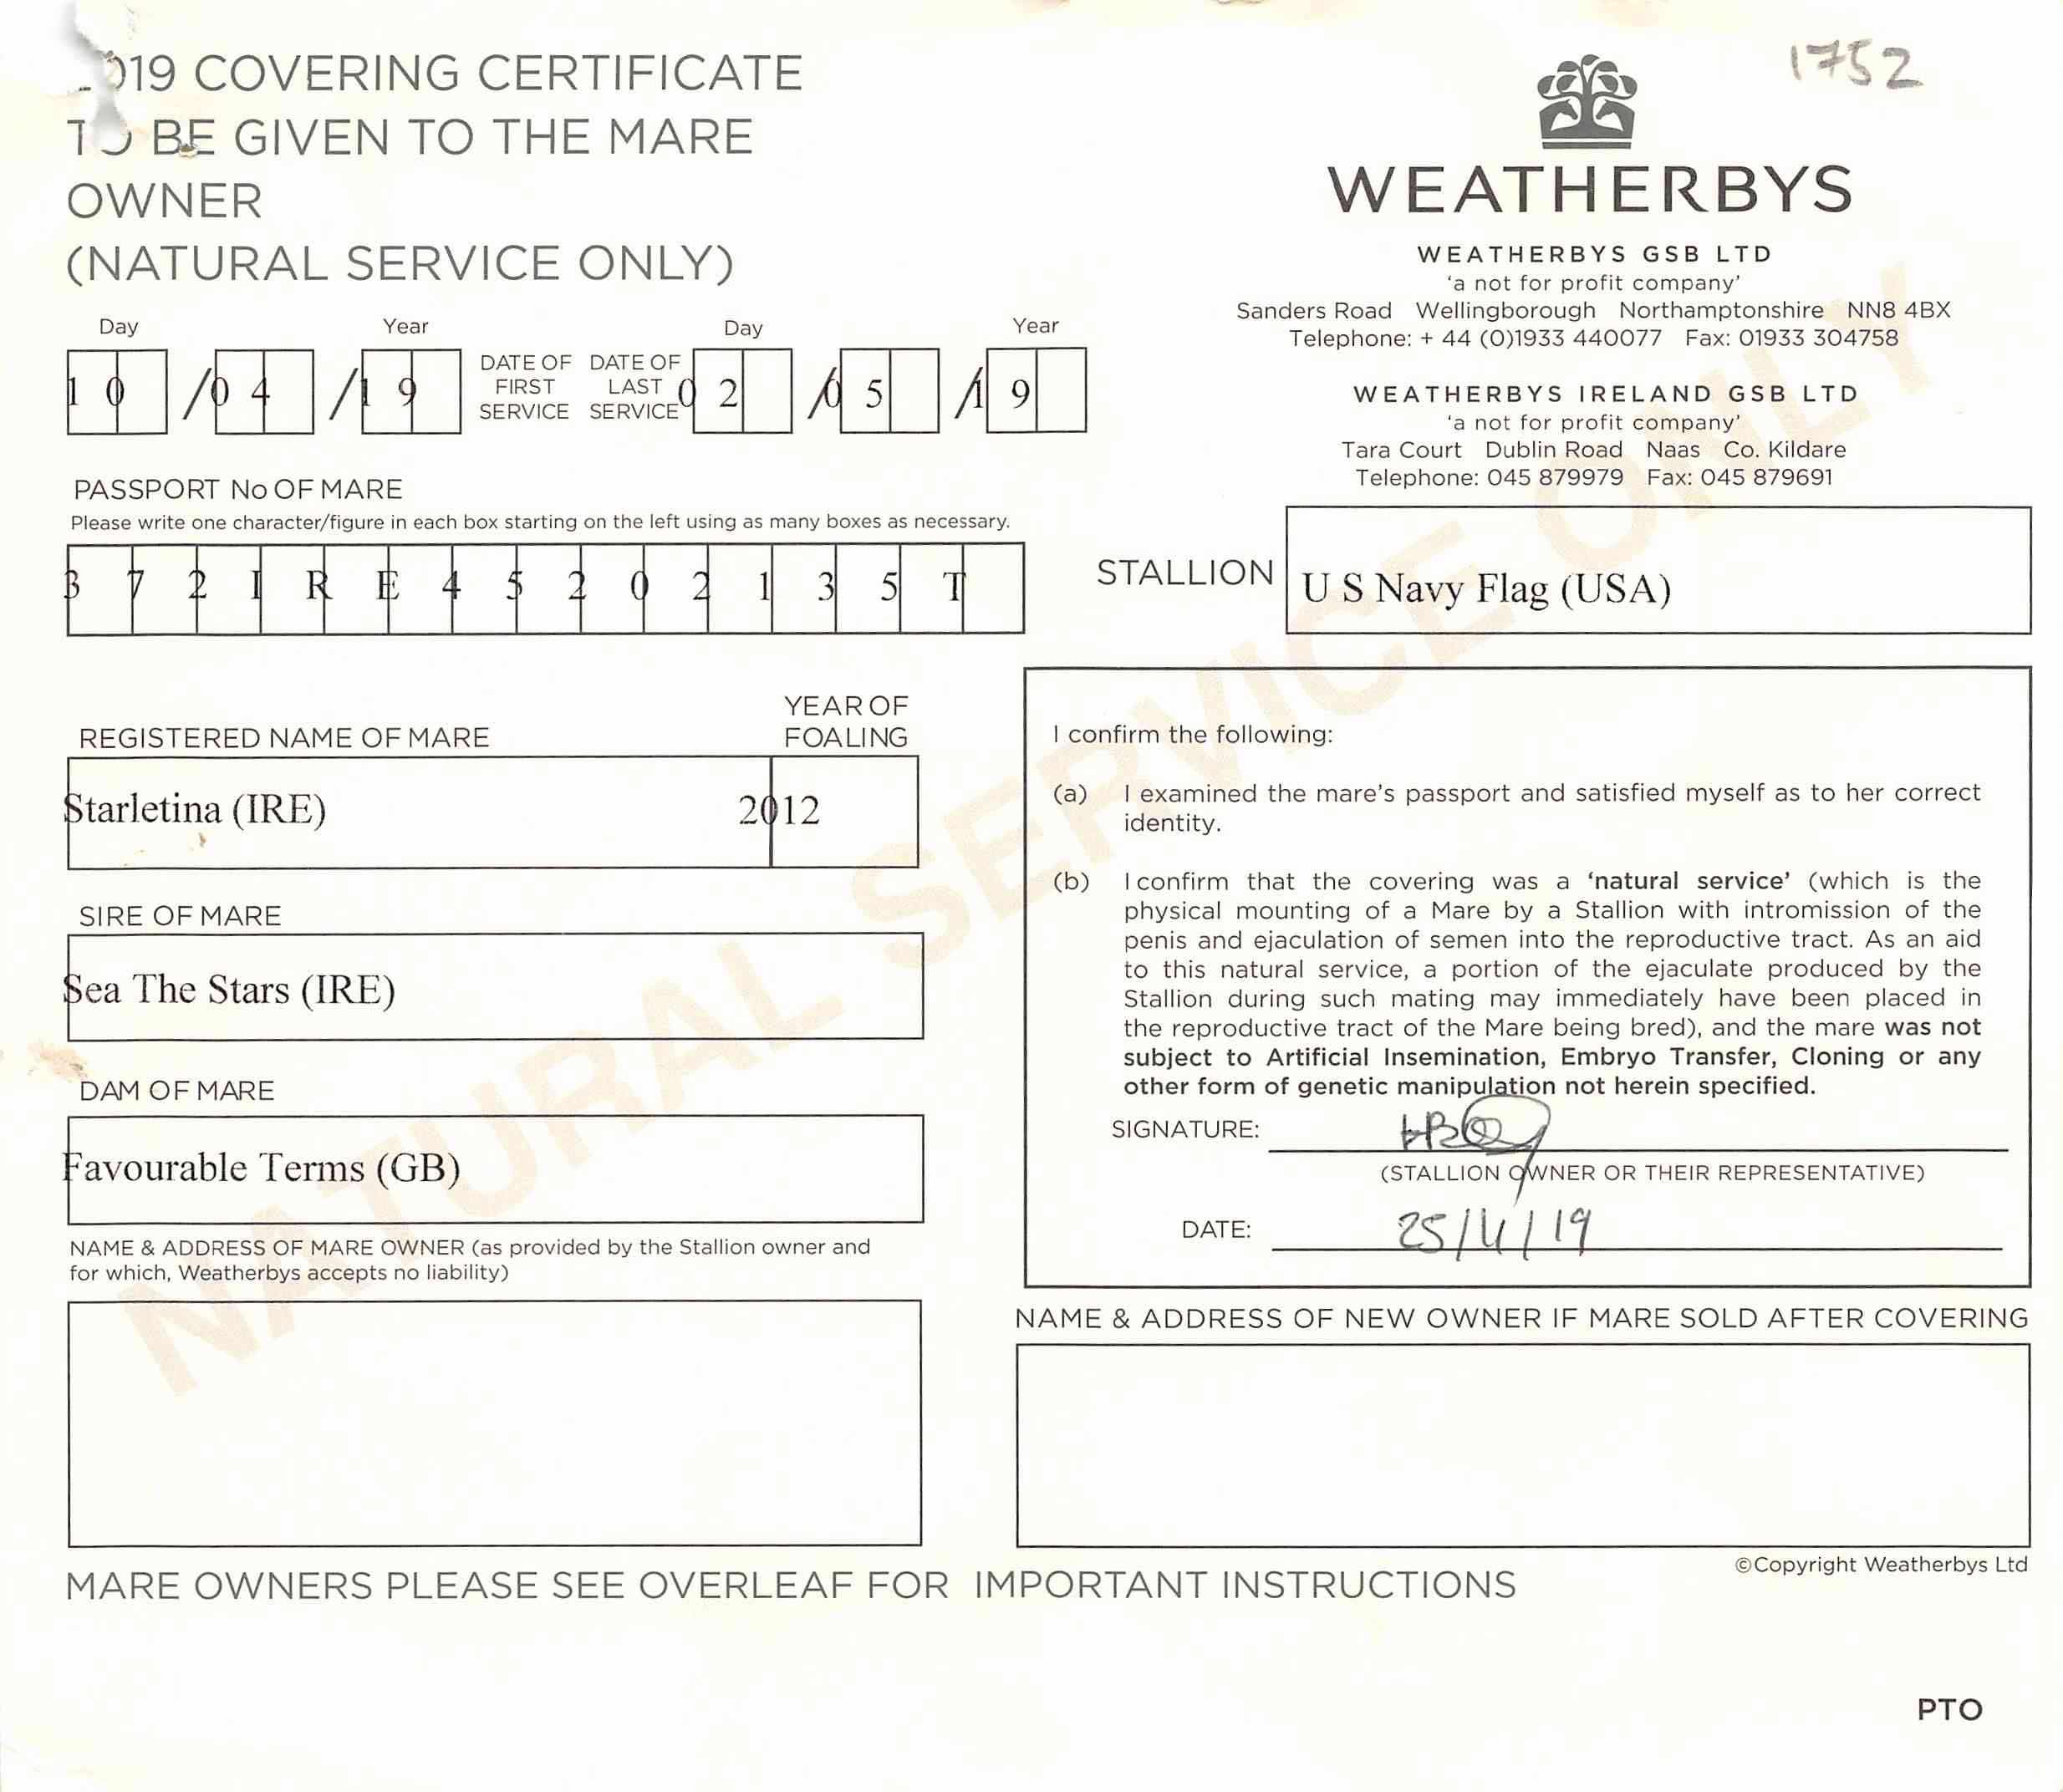 2019 COVERING CERTIFICATE
TO BE GIVEN TO THE MARE
OWNER
(NATURAL SERVICE ONLY)
1752
WEATHERBYS
WEATHERBYS GSB LTD
'a not for profit company'
Sanders Road Wellingborough Northamptonshire NN8 4BX
Telephone: + 44 (0)1933 440077 Fax: 01933 304758
WEATHERBYS IRELAND GSB LTD
'a not for profit company'
Tara Court Dublin Road Naas Co. Kildare
Telephone: 045 879979 Fax: 045 879691
Day Year
10/04/19
DATE OF FIRST SERVICE
DATE OF LAST SERVICE
Day Year
02/05/19
PASSPORT No OF MARE
Please write one character/figure in each box starting on the left using as many boxes as necessary.
3 7 2 I R E 4 5 2 0 2 1 3 5 T
STALLION
U S Navy Flag (USA)
REGISTERED NAME OF MARE
YEAR OF
FOALING
Starletina (IRE) 2012
SIRE OF MARE
Sea The Stars (IRE)
DAM OF MARE
Favourable Terms (GB)
NAME & ADDRESS OF MARE OWNER (as provided by the Stallion owner and
for which, Weatherbys accepts no liability)
I confirm the following:
(a) I examined the mare's passport and satisfied myself as to her correct
identity.
(b) I confirm that the covering was a 'natural service' (which is the
physical mounting of a Mare by a Stallion with intromission of the
penis and ejaculation of semen into the reproductive tract. As an aid
to this natural service, a portion of the ejaculate produced by the
Stallion during such mating may immediately have been placed in
the reproductive tract of the Mare being bred), and the mare was not
subject to Artificial Insemination, Embryo Transfer, Cloning or any
other form of genetic manipulation not herein specified.
SIGNATURE:
(STALLION OWNER OR THEIR REPRESENTATIVE)
DATE: 25/11/19
NAME & ADDRESS OF NEW OWNER IF MARE SOLD AFTER COVERING
©Copyright Weatherbys Ltd
MARE OWNERS PLEASE SEE OVERLEAF FOR IMPORTANT INSTRUCTIONS
PTO
NATURAL SERVICE ONLY